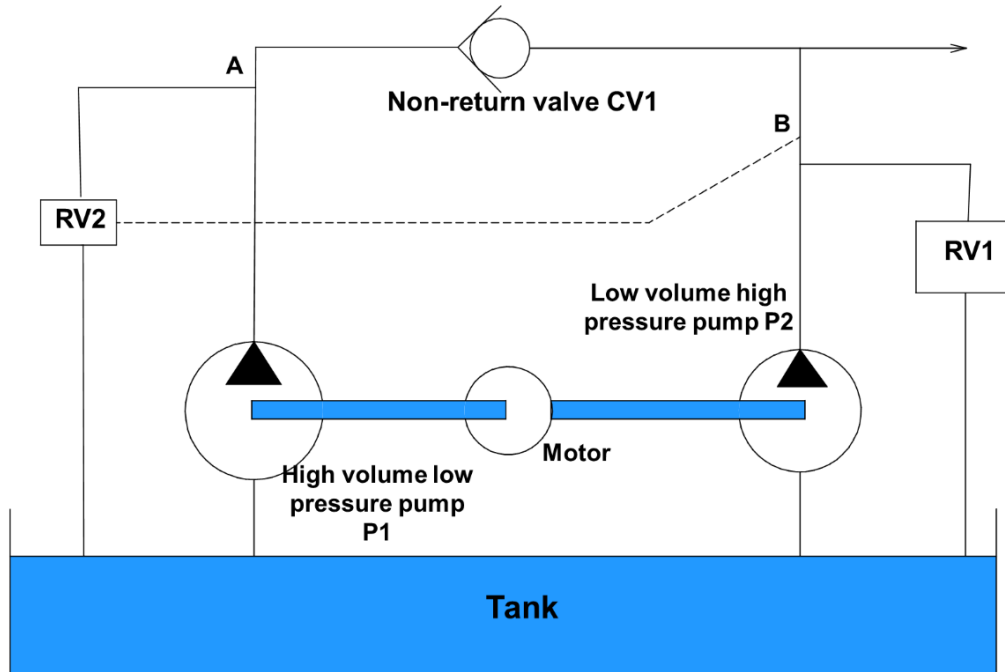 A
Non-return valve CV1
B
RV2
RV1
Low volume high
pressure pump P2
Motor
High volume low
pressure pump
P1
Tank